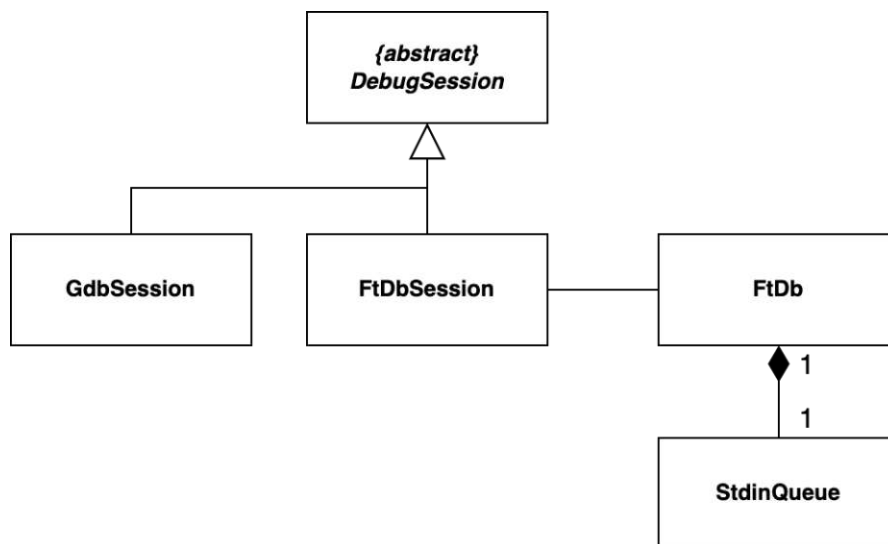 {abstract}
DebugSession
GdbSession
FtDbSession
FtDb
1
1
StdinQueue